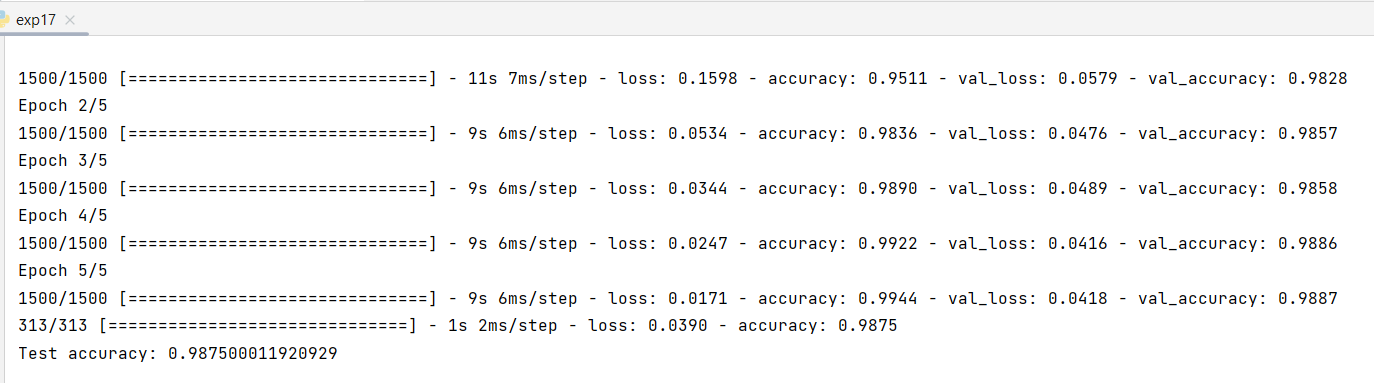 exp17
1500/1500 [==============================] - 11s 7ms/step - loss: 0.1598 - accuracy: 0.9511 - val_loss: 0.0579 - val_accuracy: 0.9828
Epoch 2/5
1500/1500 [==============================] - 9s 6ms/step - loss: 0.0534 - accuracy: 0.9836 - val_loss: 0.0476 - val_accuracy: 0.9857
Epoch 3/5
1500/1500 [==============================] - 9s 6ms/step - loss: 0.0344 - accuracy: 0.9890 - val_loss: 0.0489 - val_accuracy: 0.9858
Epoch 4/5
1500/1500 [==============================] - 9s 6ms/step - loss: 0.0247 - accuracy: 0.9922 - val_loss: 0.0416 - val_accuracy: 0.9886
Epoch 5/5
1500/1500 [==============================] - 9s 6ms/step - loss: 0.0171 - accuracy: 0.9944 - val_loss: 0.0418 - val_accuracy: 0.9887
313/313 [==============================] - 1s 2ms/step - loss: 0.0390 - accuracy: 0.9875
Test accuracy: 0.987500011920929